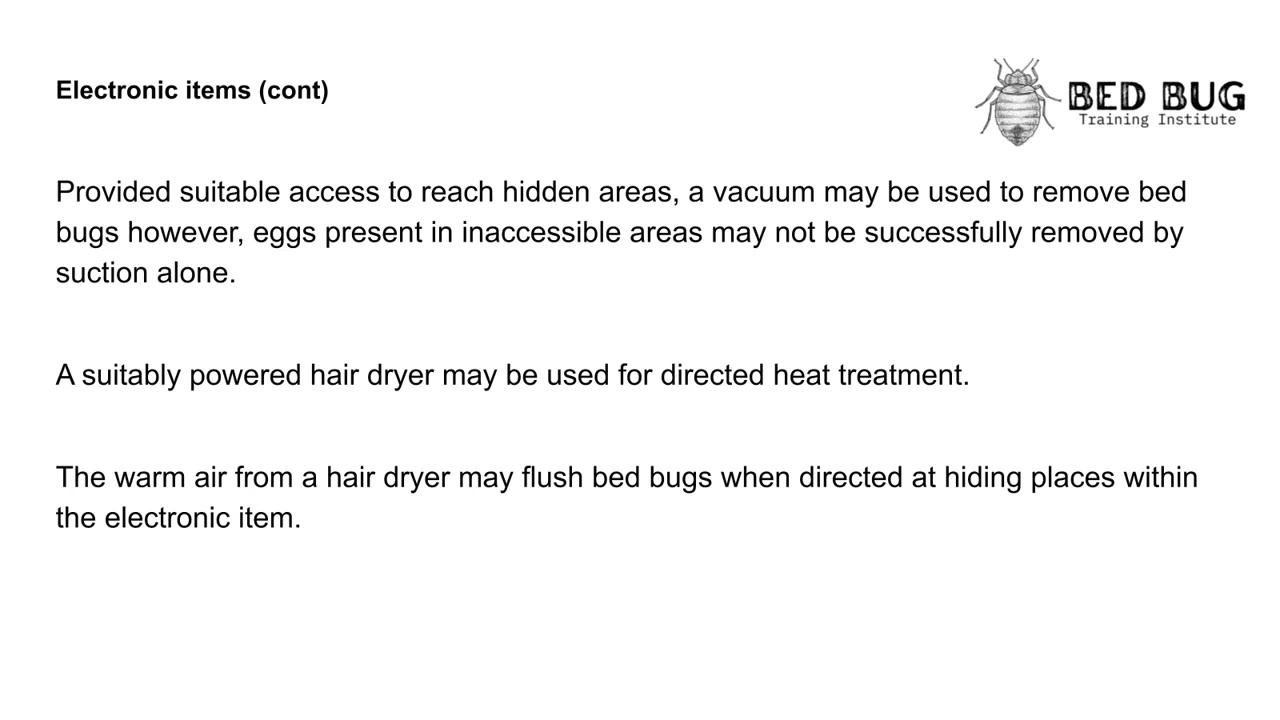 Electronic items (cont)
BED BUG
Training Institute
Provided suitable access to reach hidden areas, a vacuum may be used to remove bed
bugs however, eggs present in inaccessible areas may not be successfully removed by
suction alone.
A suitably powered hair dryer may be used for directed heat treatment.
The warm air from a hair dryer may flush bed bugs when directed at hiding places within
the electronic item.